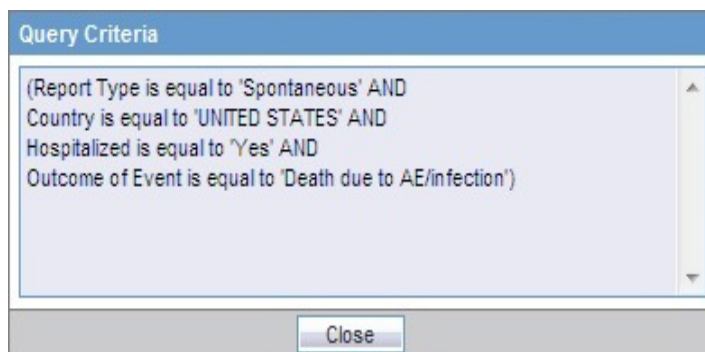 Query Criteria
(Report Type is equal to 'Spontaneous' AND
Country is equal to 'UNITED STATES' AND
Hospitalized is equal to 'Yes' AND
Outcome of Event is equal to 'Death due to AE/infection')
Close